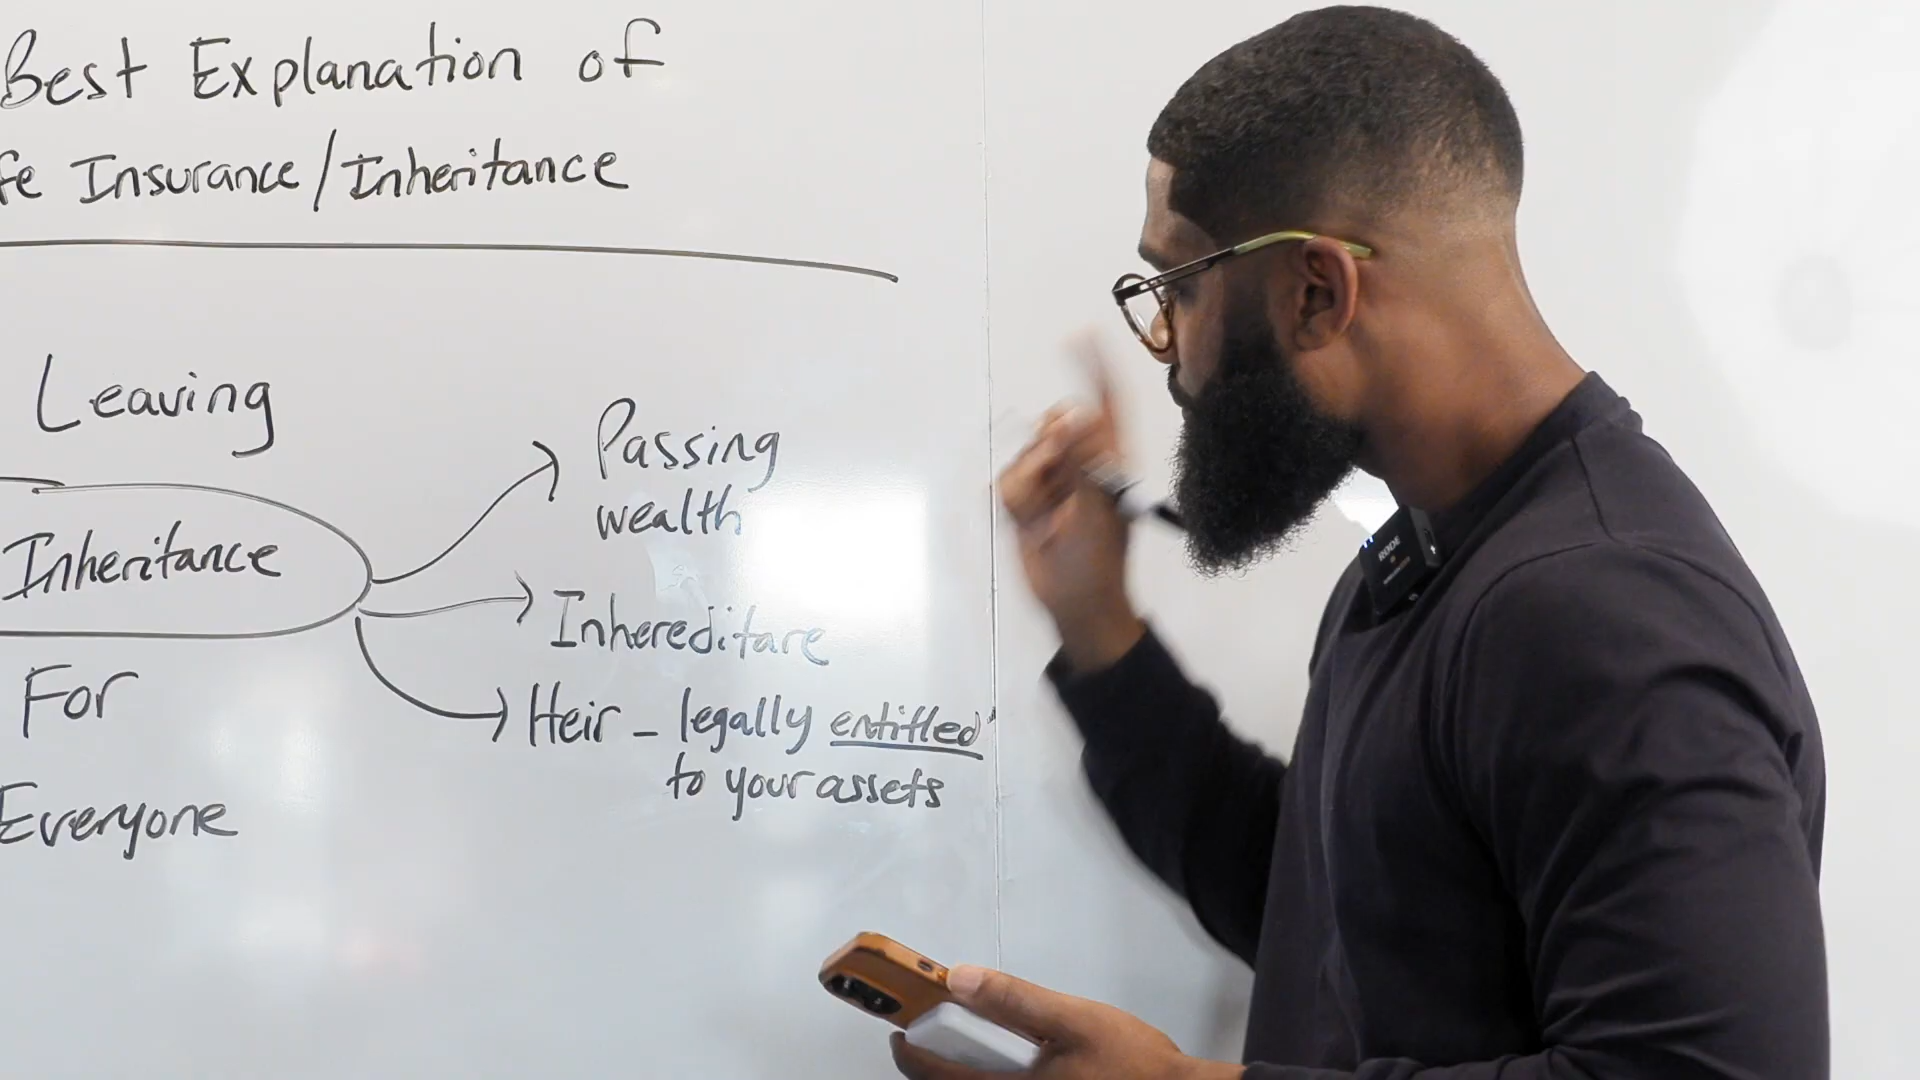 Best Explanation of
fe Insurance/Inheritance
Leaving
Inheritance
For
Everyone
Passing
wealth
Inhereditare
Heir - legally entitled
to your assets
RODE